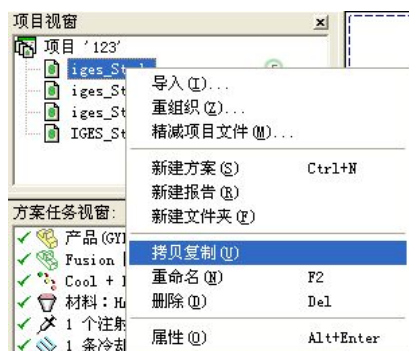 项目视窗
项目 '123'
iges_St
iges_St
iges_St
IGES_St
导入(I)...
重组织(Z)...
精减项目文件(M)...
新建方案(S) Ctrl+N
新建报告(R)
新建文件夹(F)
拷贝复制(U)
重命名(N) F2
删除(D) Del
属性(O) Alt+Enter
方案任务视窗:
产品(GYI
Fusion
Cool +
材料:
1 个注射
1 条冷却